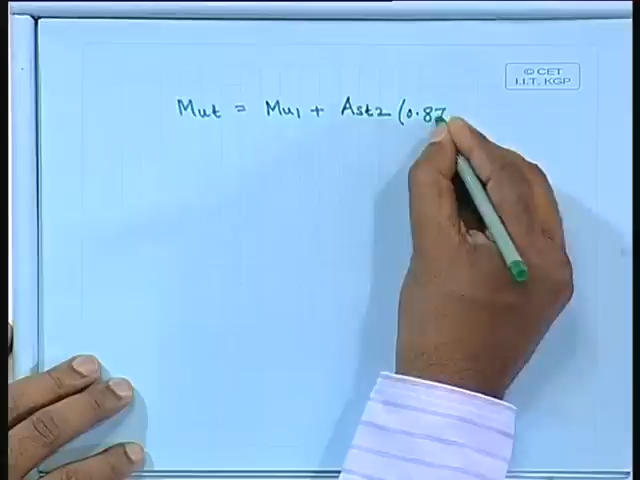 © CET
I.I.T. KGP
Mut = Mu1 + Ast2 (0.87